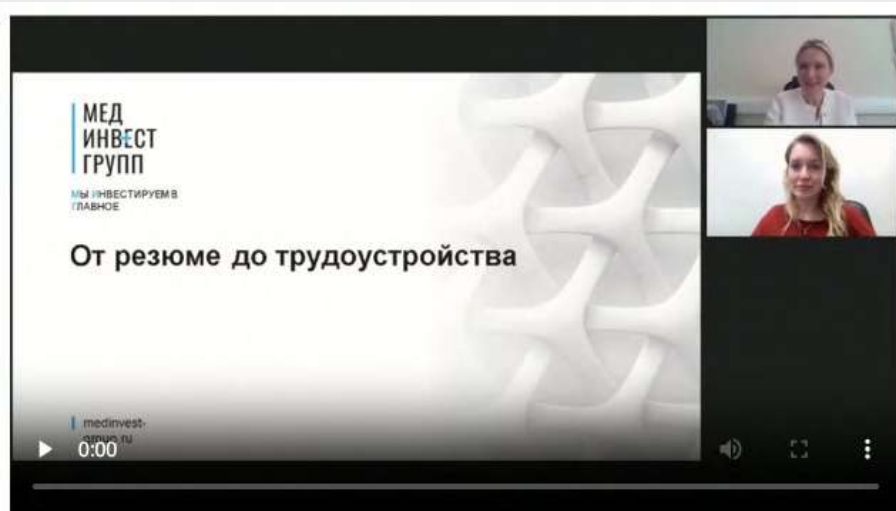 МЕД
ИНВЕСТ
ГРУПП
МЫ ИНВЕСТИРУЕМ В
ГЛАВНОЕ
От резюме до трудоустройства
medinvest-
group.ru
0:00